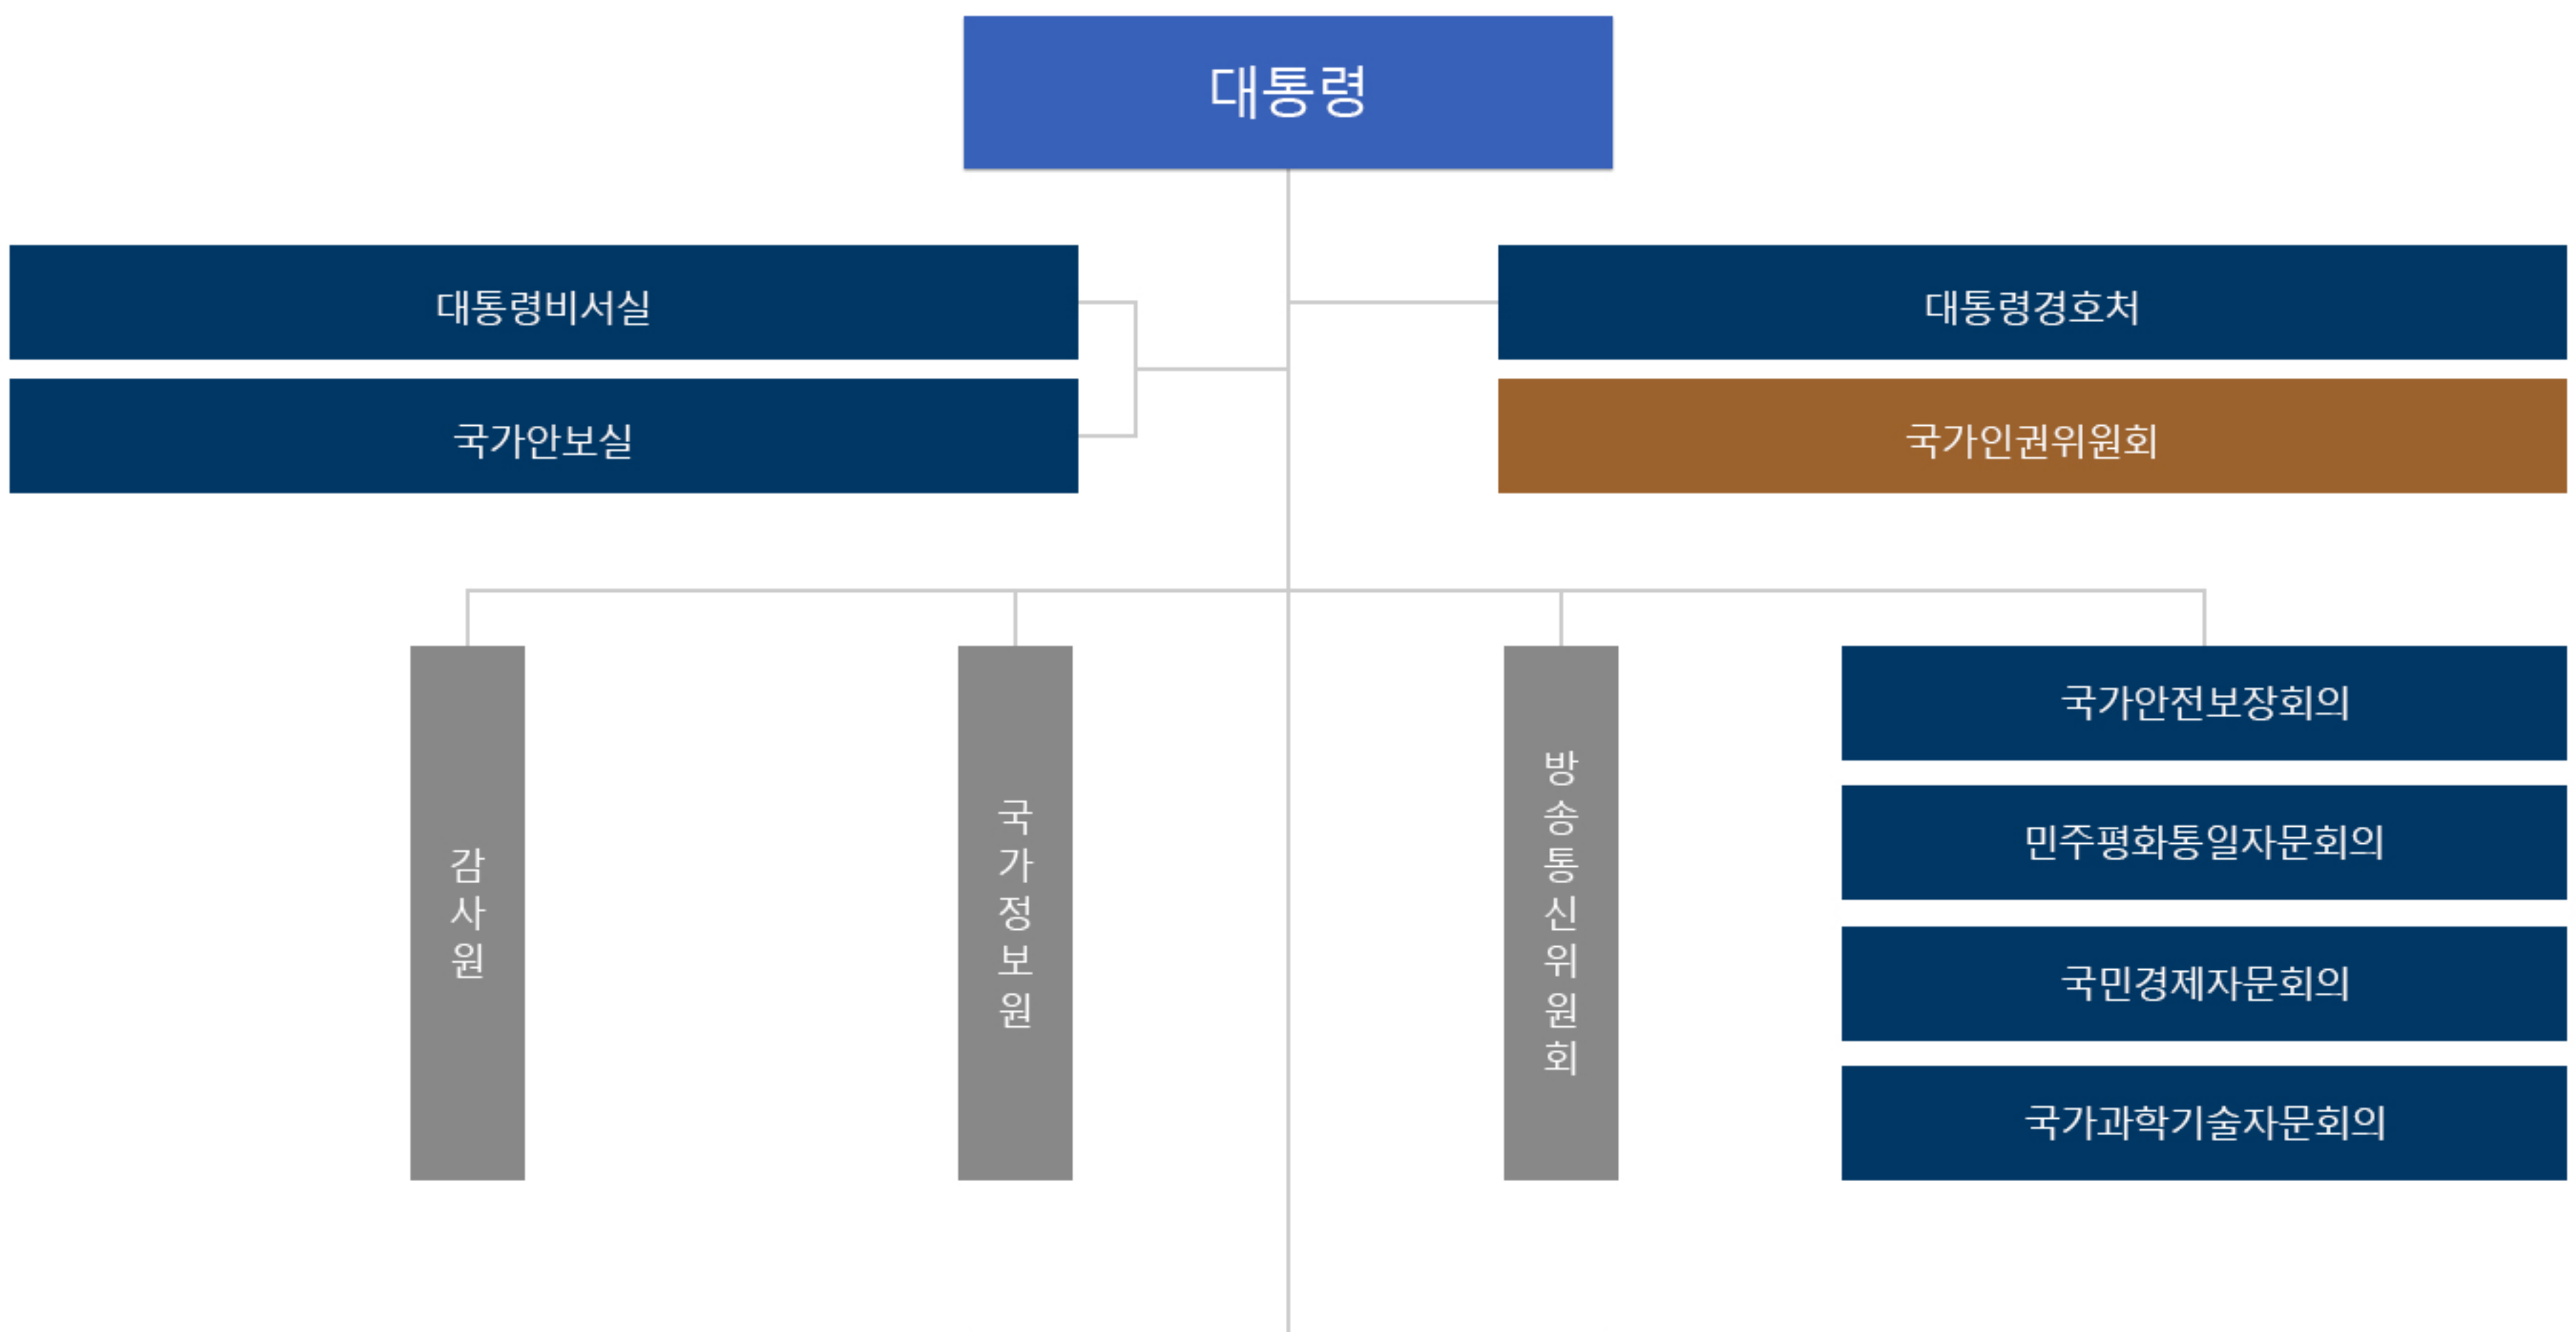 대통령
대통령비서실
대통령경호처
국가안보실
국가인권위원회
감사원
국가정보원
방송통신위원회
국가안전보장회의
민주평화통일자문회의
국민경제자문회의
국가과학기술자문회의